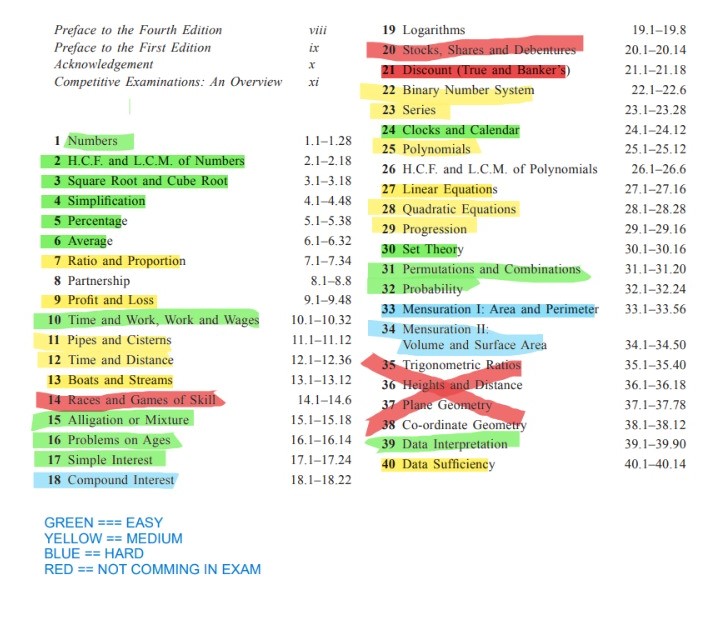 Preface to the Fourth Edition viii
Preface to the First Edition ix
Acknowledgement x
Competitive Examinations: An Overview xi
1 Numbers 1.1–1.28
2 H.C.F. and L.C.M. of Numbers 2.1–2.18
3 Square Root and Cube Root 3.1–3.18
4 Simplification 4.1–4.48
5 Percentage 5.1–5.38
6 Average 6.1–6.32
7 Ratio and Proportion 7.1–7.34
8 Partnership 8.1–8.8
9 Profit and Loss 9.1–9.48
10 Time and Work, Work and Wages 10.1–10.32
11 Pipes and Cisterns 11.1–11.12
12 Time and Distance 12.1–12.36
13 Boats and Streams 13.1–13.12
14 Races and Games of Skill 14.1–14.6
15 Alligation or Mixture 15.1–15.18
16 Problems on Ages 16.1–16.14
17 Simple Interest 17.1–17.24
18 Compound Interest 18.1–18.22
19 Logarithms 19.1–19.8
20 Stocks, Shares and Debentures 20.1–20.14
21 Discount (True and Banker's) 21.1–21.18
22 Binary Number System 22.1–22.6
23 Series 23.1–23.28
24 Clocks and Calendar 24.1–24.12
25 Polynomials 25.1–25.12
26 H.C.F. and L.C.M. of Polynomials 26.1–26.6
27 Linear Equations 27.1–27.16
28 Quadratic Equations 28.1–28.28
29 Progression 29.1–29.16
30 Set Theory 30.1–30.16
31 Permutations and Combinations 31.1–31.20
32 Probability 32.1–32.24
33 Mensuration I: Area and Perimeter 33.1–33.56
34 Mensuration II:
Volume and Surface Area 34.1–34.50
35 Trigonometric Ratios 35.1–35.40
36 Heights and Distance 36.1–36.18
37 Plane Geometry 37.1–37.78
38 Co-ordinate Geometry 38.1–38.12
39 Data Interpretation 39.1–39.90
40 Data Sufficiency 40.1–40.14
GREEN === EASY
YELLOW == MEDIUM
BLUE == HARD
RED == NOT COMMING IN EXAM